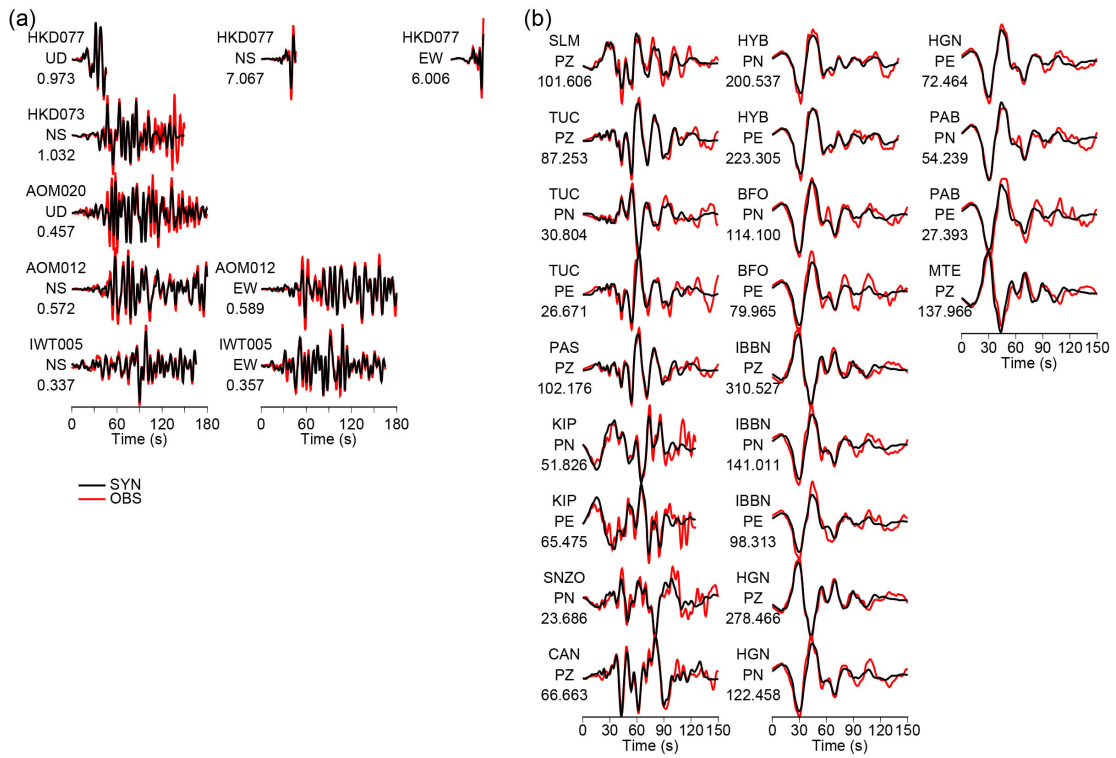 (a)
HKD077
UD
0.973
HKD077
NS
7.067
HKD077
EW
6.006
HKD073
NS
1.032
AOM020
UD
0.457
AOM012
NS
0.572
AOM012
EW
0.589
IWT005
NS
0.337
IWT005
EW
0.357
0 60 120 180
Time (s)
0 60 120 180
Time (s)
SYN
OBS
(b)
SLM
PZ
101.606
TUC
PZ
87.253
TUC
PN
30.804
TUC
PE
26.671
PAS
PZ
102.176
KIP
PN
51.826
KIP
PE
65.475
SNZO
PN
23.686
CAN
PZ
66.663
0 30 60 90 120 150
Time (s)
HYB
PN
200.537
HYB
PE
223.305
BFO
PN
114.100
BFO
PE
79.965
IBBN
PZ
310.527
IBBN
PN
141.011
IBBN
PE
98.313
HGN
PZ
278.466
HGN
PN
122.458
0 30 60 90 120 150
Time (s)
HGN
PE
72.464
PAB
PN
54.239
PAB
PE
27.393
MTE
PZ
137.966
0 30 60 90 120 150
Time (s)